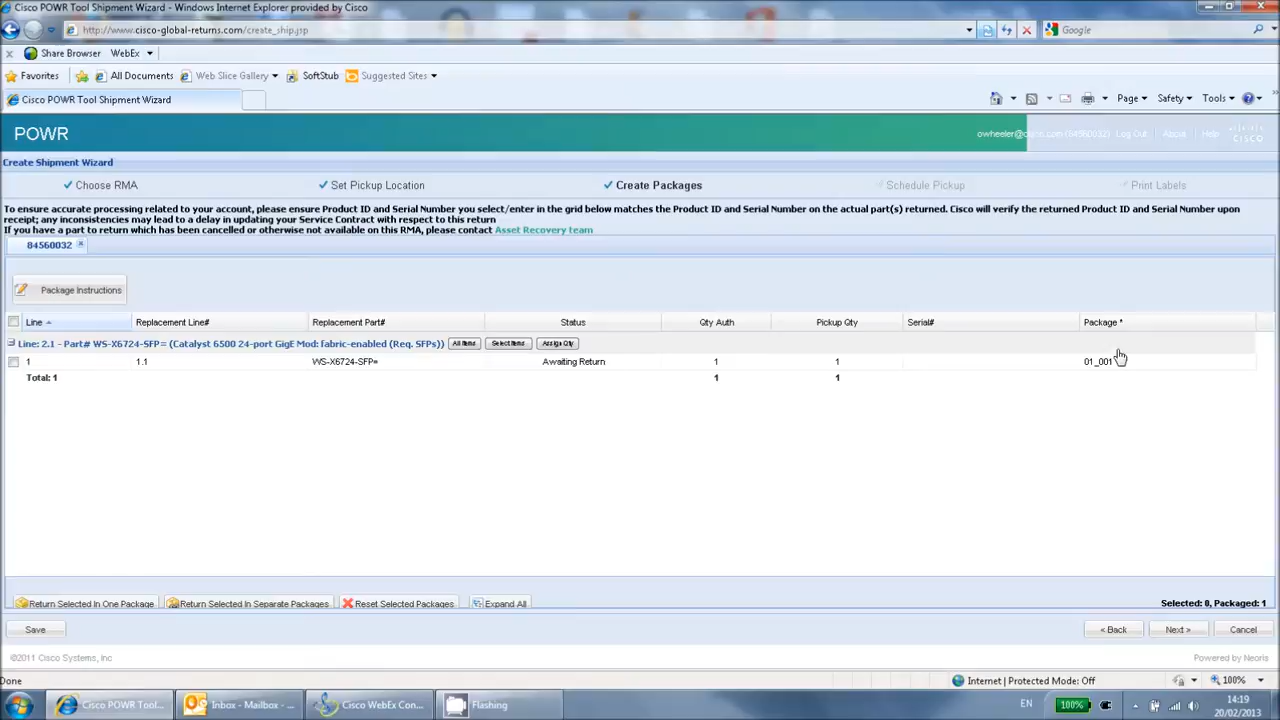 Cisco POWR Tool Shipment Wizard - Windows Internet Explorer provided by Cisco
http://www.cisco-global-returns.com/create_ship.jsp
Google
Share Browser WebEx
Favorites All Documents Web Slice Gallery SoftStub Suggested Sites
Cisco POWR Tool Shipment Wizard
Page Safety Tools
POWR
Log Out About Help
CISCO
Create Shipment Wizard
Choose RMA Set Pickup Location Create Packages Schedule Pickup Print Labels
To ensure accurate processing related to your account, please ensure Product ID and Serial Number you select/enter in the grid below matches the Product ID and Serial Number on the actual part(s) returned. Cisco will verify the returned Product ID and Serial Number upon
receipt; any inconsistencies may lead to a delay in updating your Service Contract with respect to this return
If you have a part to return which has been cancelled or otherwise not available on this RMA, please contact Asset Recovery team
84560032
Package Instructions
Line Replacement Line# Replacement Part# Status Qty Auth Pickup Qty Serial# Package *
Line: 2.1 - Part# WS-X6724-SFP= (Catalyst 6500 24-port GigE Mod: fabric-enabled (Req. SFPs)) All Items Select Items Assign Qty
1 1.1 WS-X6724-SFP= Awaiting Return 1 1 01_001
Total: 1 1 1
Return Selected In One Package Return Selected In Separate Packages Reset Selected Packages Expand All Selected: 0, Packaged: 1
Save < Back Next > Cancel
©2011 Cisco Systems, Inc Powered by Neoris
Done Internet | Protected Mode: Off 100%
Cisco POWR Tool... Inbox - Mailbox - ... Cisco WebEx Con... Flashing EN 100% 14:19
20/02/2013